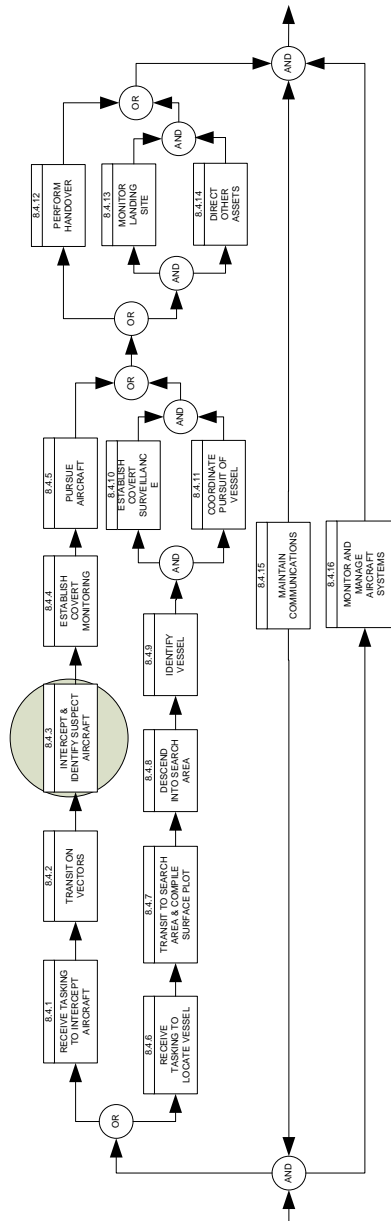 AND
OR
8.4.1
RECEIVE TASKING
TO INTERCEPT
AIRCRAFT
8.4.2
TRANSIT ON
VECTORS
8.4.3
INTERCEPT &
IDENTIFY SUSPECT
AIRCRAFT
8.4.4
ESTABLISH
COVERT
MONITORING
8.4.5
PURSUE
AIRCRAFT
8.4.6
RECEIVE
TASKING TO
LOCATE VESSEL
8.4.7
TRANSIT TO SEARCH
AREA & COMPILE
SURFACE PLOT
8.4.8
DESCEND
INTO SEARCH
AREA
8.4.9
IDENTIFY
VESSEL
AND
8.4.10
ESTABLISH
COVERT
SURVEILLANC
E
8.4.11
COORDINATE
PURSUIT OF
VESSEL
AND
OR
OR
8.4.12
PERFORM
HANDOVER
AND
8.4.13
MONITOR
LANDING
SITE
8.4.14
DIRECT
OTHER
ASSETS
AND
OR
8.4.15
MAINTAIN
COMMUNICATIONS
8.4.16
MONITOR AND
MANAGE
AIRCRAFT
SYSTEMS
AND